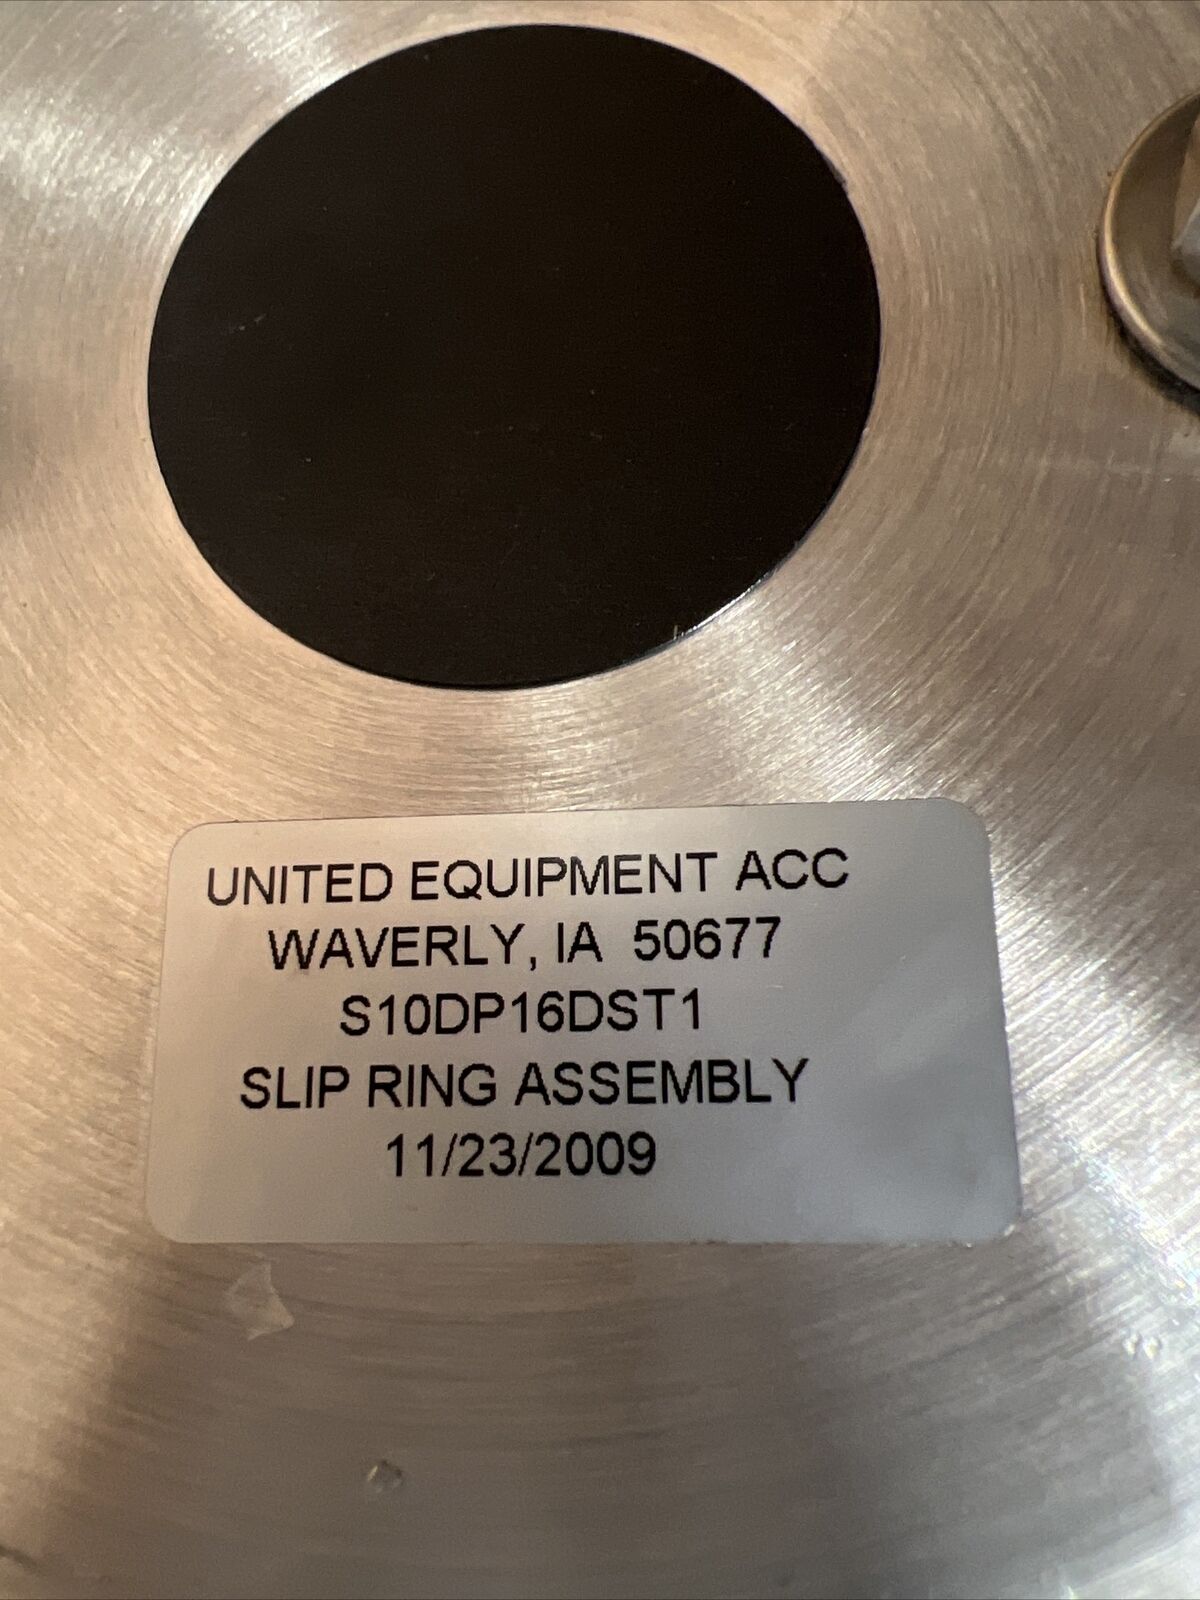 UNITED EQUIPMENT ACC
WAVERLY, IA 50677
S10DP16DST1
SLIP RING ASSEMBLY
11/23/2009